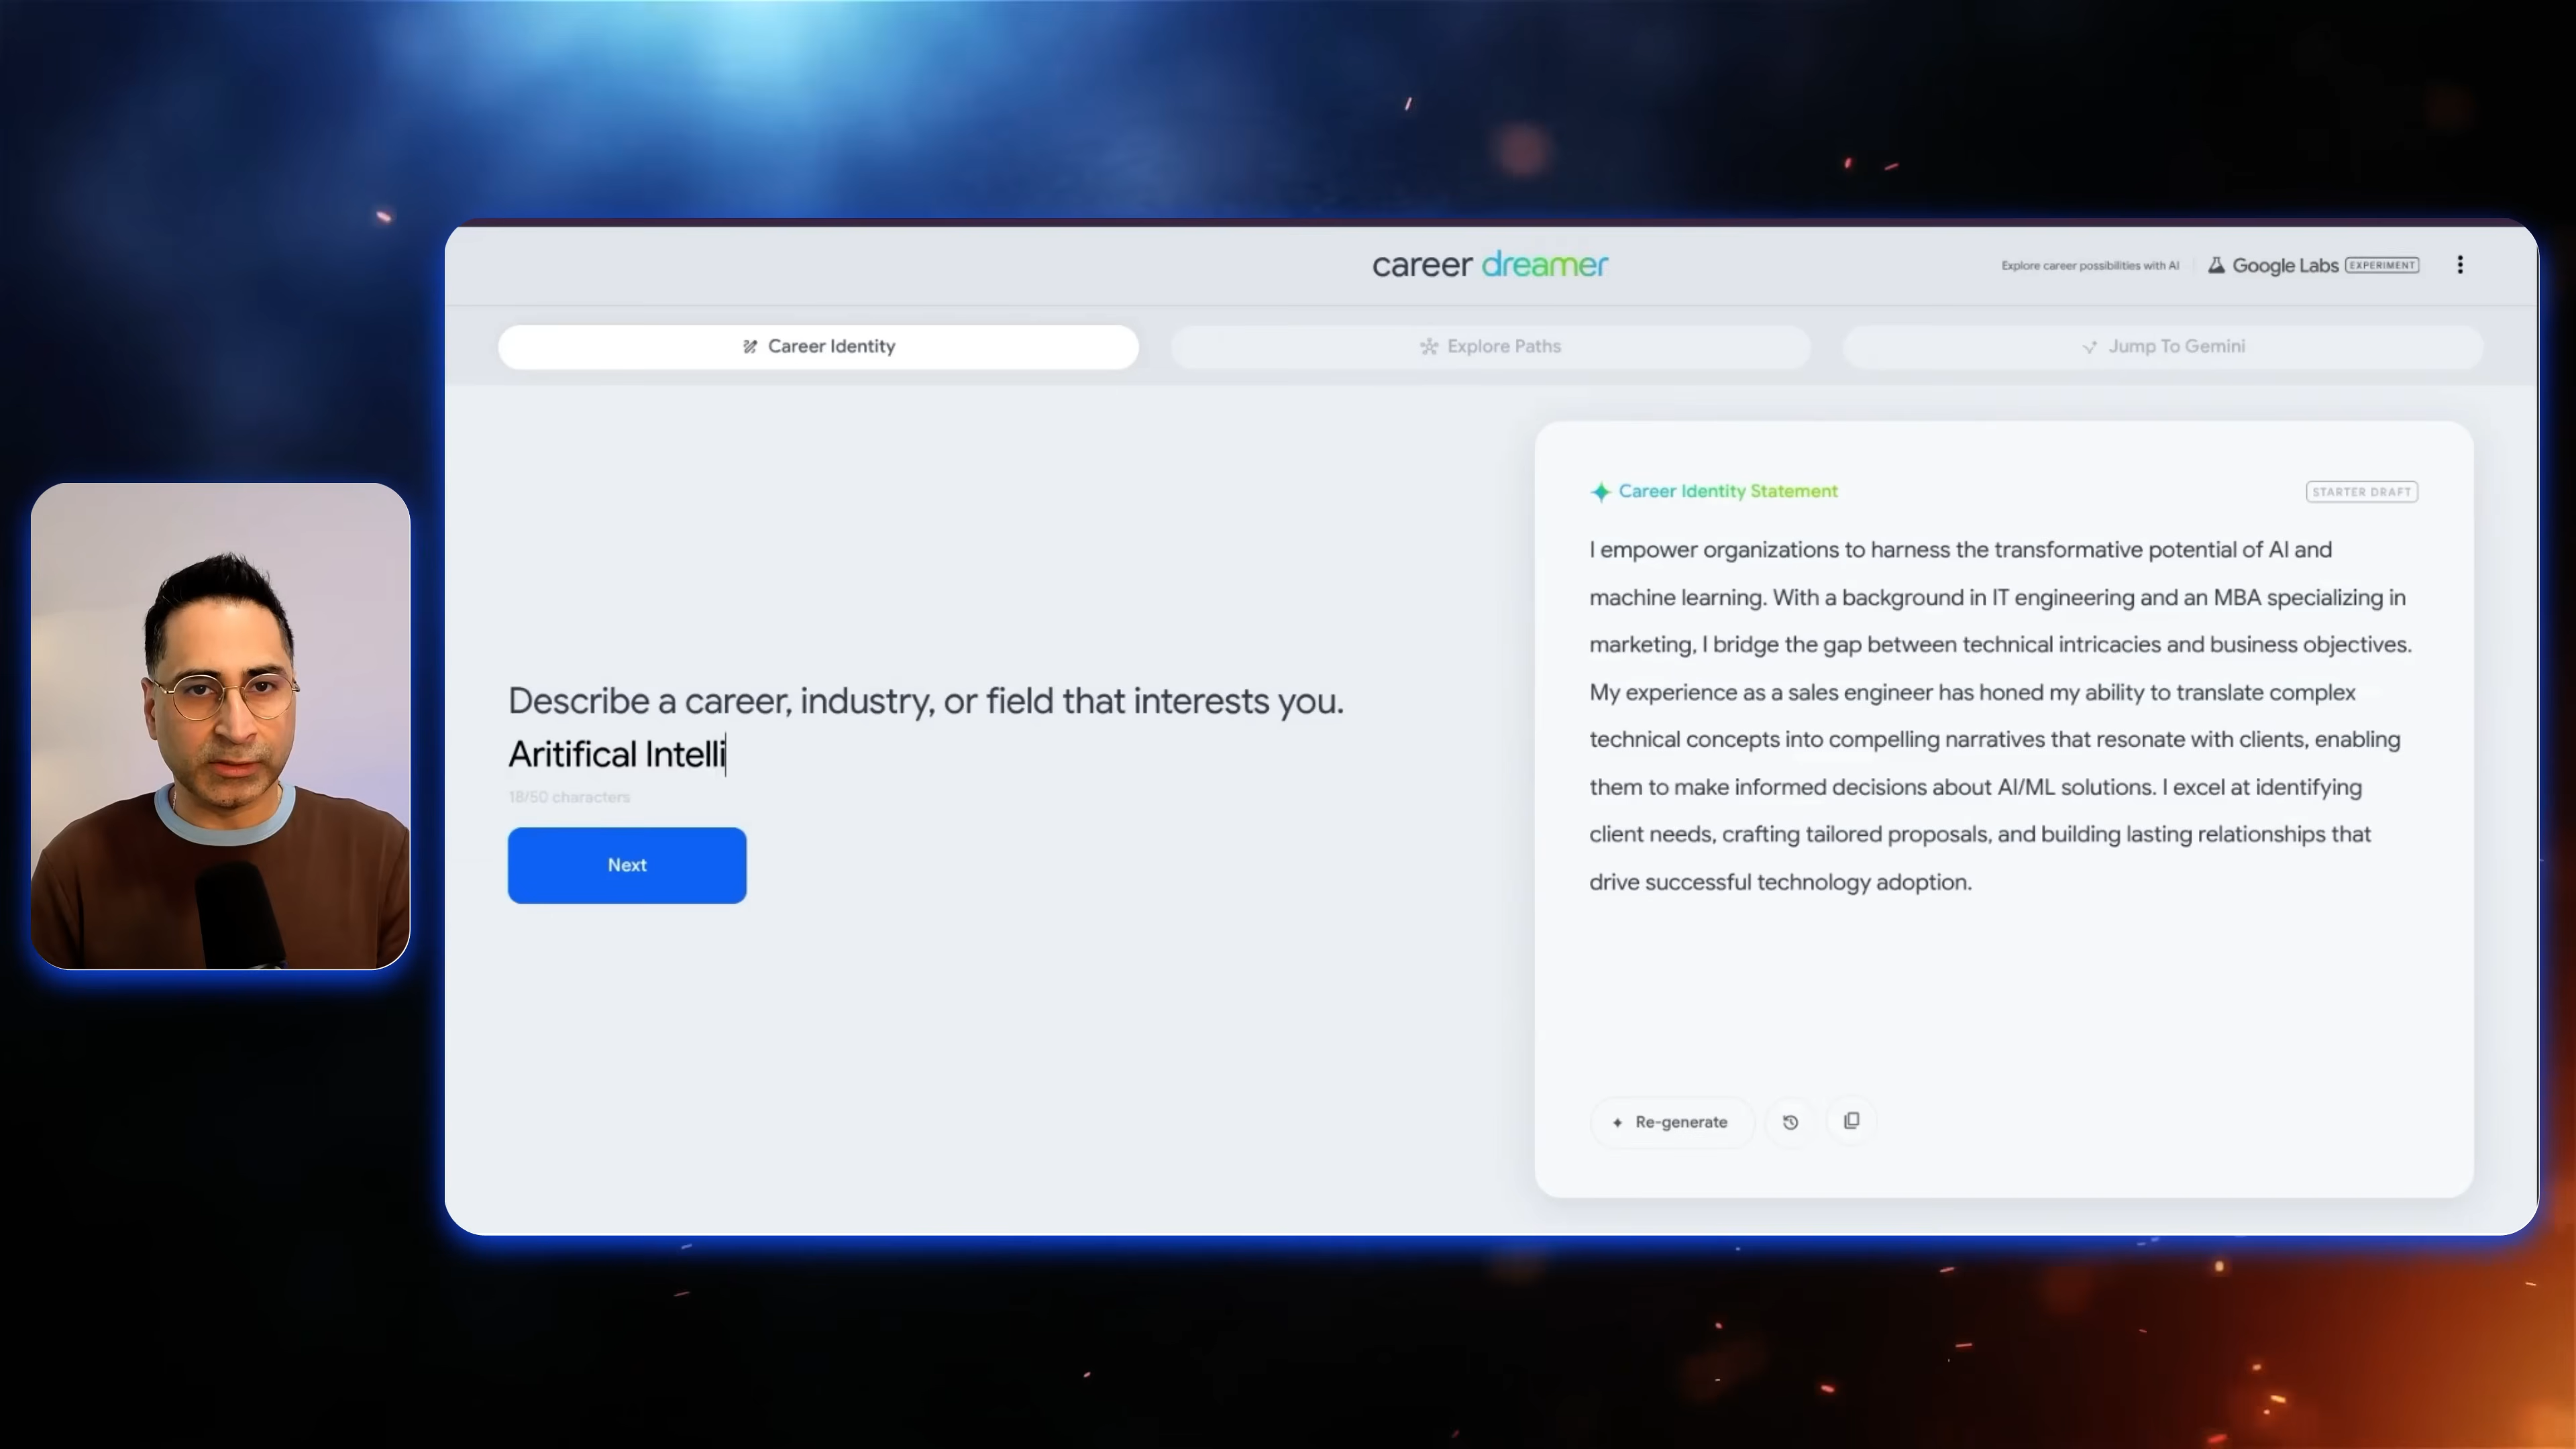 career dreamer
Explore career possibilities with AI
Google Labs EXPERIMENT
Career Identity
Explore Paths
Jump To Gemini
Describe a career, industry, or field that interests you.
Aritifical Intelli
18/50 characters
Next
Career Identity Statement
STARTER DRAFT
I empower organizations to harness the transformative potential of AI and
machine learning. With a background in IT engineering and an MBA specializing in
marketing, I bridge the gap between technical intricacies and business objectives.
My experience as a sales engineer has honed my ability to translate complex
technical concepts into compelling narratives that resonate with clients, enabling
them to make informed decisions about AI/ML solutions. I excel at identifying
client needs, crafting tailored proposals, and building lasting relationships that
drive successful technology adoption.
Re-generate